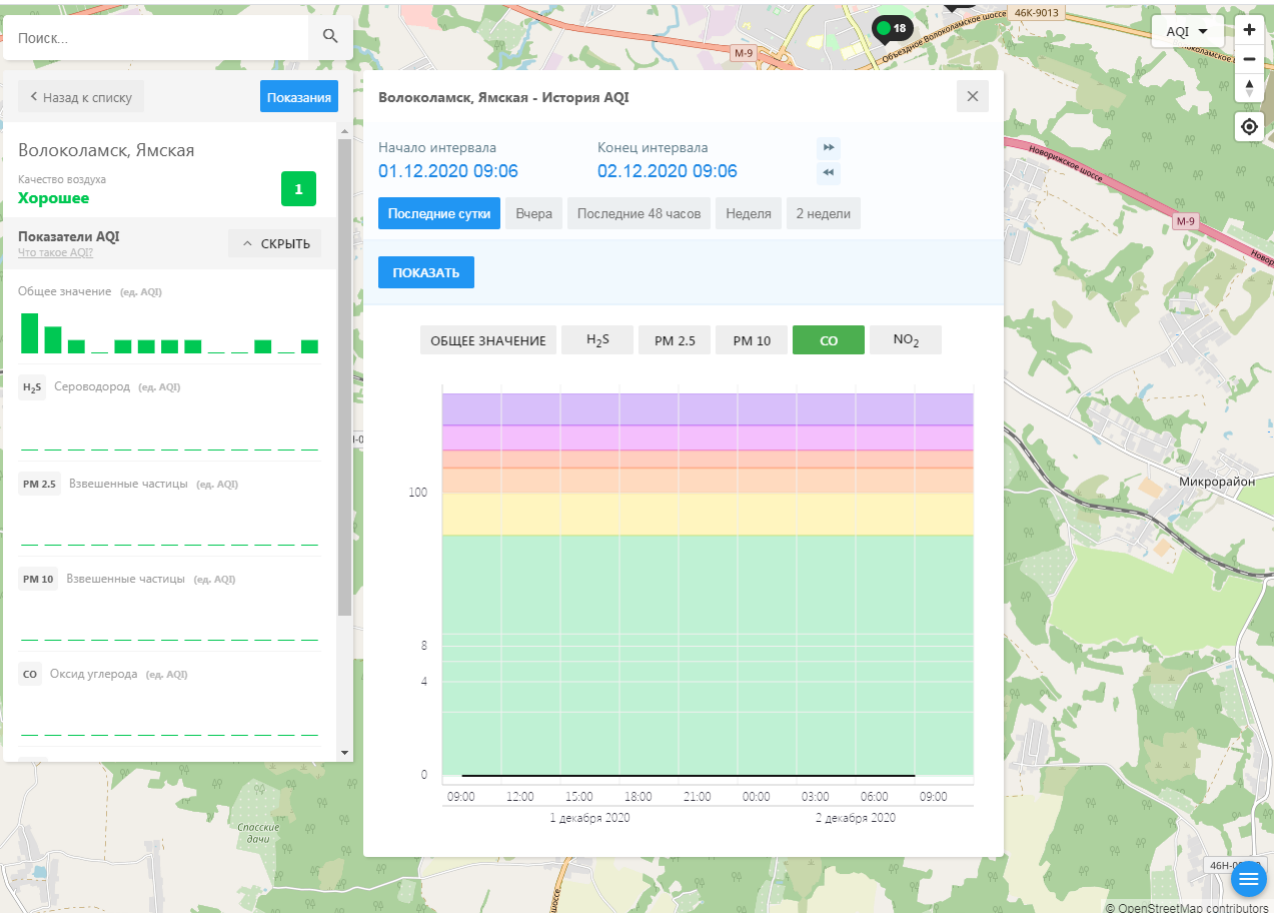 Поиск...
Назад к списку
Показания
Волоколамск, Ямская
Качество воздуха
Хорошее
1
Показатели AQI
Что такое AQI?
СКРЫТЬ
Общее значение (ед. AQI)
H₂S Сероводород (ед. AQI)
PM 2.5 Взвешенные частицы (ед. AQI)
PM 10 Взвешенные частицы (ед. AQI)
CO Оксид углерода (ед. AQI)
Волоколамск, Ямская - История AQI
Начало интервала
01.12.2020 09:06
Конец интервала
02.12.2020 09:06
Последние сутки
Вчера
Последние 48 часов
Неделя
2 недели
ПОКАЗАТЬ
ОБЩЕЕ ЗНАЧЕНИЕ
H₂S
PM 2.5
PM 10
CO
NO₂
100
8
4
0
09:00 12:00 15:00 18:00 21:00 00:00 03:00 06:00 09:00
1 декабря 2020 2 декабря 2020
18
AQI
46К-9013
М-9
Объездное Волоколамское шоссе
Новорижское шоссе
М-9
Микрорайон
Спасские
дачи
© OpenStreetMap contributors